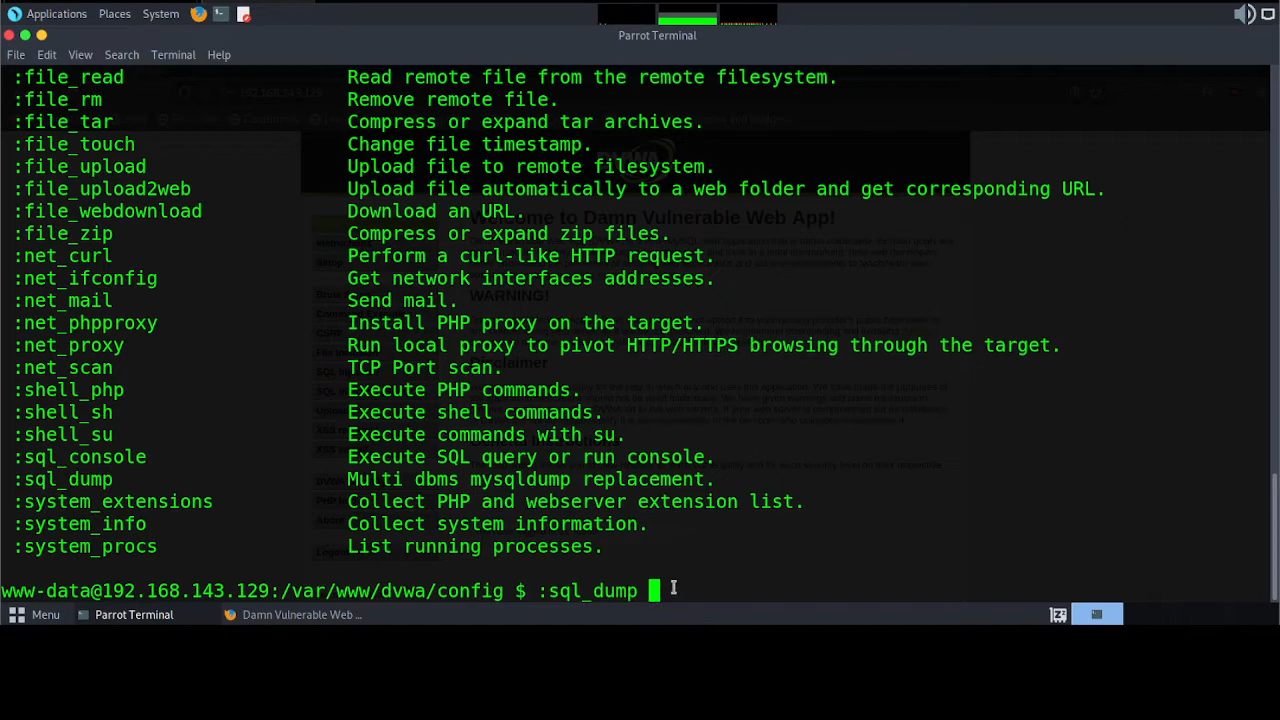 Applications Places System
Parrot Terminal
File Edit View Search Terminal Help
:file_read Read remote file from the remote filesystem.
:file_rm Remove remote file.
:file_tar Compress or expand tar archives.
:file_touch Change file timestamp.
:file_upload Upload file to remote filesystem.
:file_upload2web Upload file automatically to a web folder and get corresponding URL.
:file_webdownload Download an URL.
:file_zip Compress or expand zip files.
:net_curl Perform a curl-like HTTP request.
:net_ifconfig Get network interfaces addresses.
:net_mail Send mail.
:net_phpproxy Install PHP proxy on the target.
:net_proxy Run local proxy to pivot HTTP/HTTPS browsing through the target.
:net_scan TCP Port scan.
:shell_php Execute PHP commands.
:shell_sh Execute shell commands.
:shell_su Execute commands with su.
:sql_console Execute SQL query or run console.
:sql_dump Multi dbms mysqldump replacement.
:system_extensions Collect PHP and webserver extension list.
:system_info Collect system information.
:system_procs List running processes.
www-data@192.168.143.129:/var/www/dvwa/config $ :sql_dump
Menu Parrot Terminal Damn Vulnerable Web ...
Welcome to Damn Vulnerable Web App!
WARNING!
Disclaimer